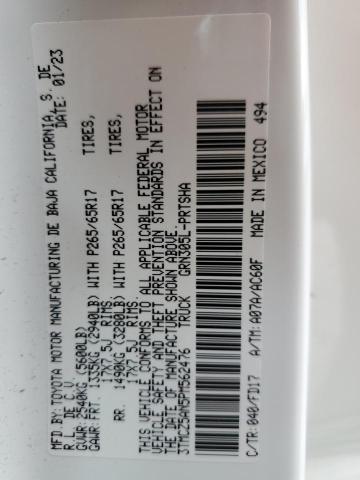 MFD.BY: TOYOTA MOTOR MANUFACTURING DE BAJA CALIFORNIA, S. DE
R.L. DE C.V. DATE: 01/23
GVWR: 2540KG (5600LB)
GAWR: FRT. 1335KG (2940LB) WITH P265/65R17 TIRES,
17X7.5J RIMS.
RR. 1490KG (3280LB) WITH P265/65R17 TIRES,
17X7.5J RIMS.
THIS VEHICLE CONFORMS TO ALL APPLICABLE FEDERAL MOTOR
VEHICLE SAFETY AND THEFT PREVENTION STANDARDS IN EFFECT ON
THE DATE OF MANUFACTURE SHOWN ABOVE.
3TMCZ5AN5PM562476 TRUCK GRN305L-PRTSHA
C/TR: 040/FD17 A/TM: A07A/AC60F MADE IN MEXICO 494